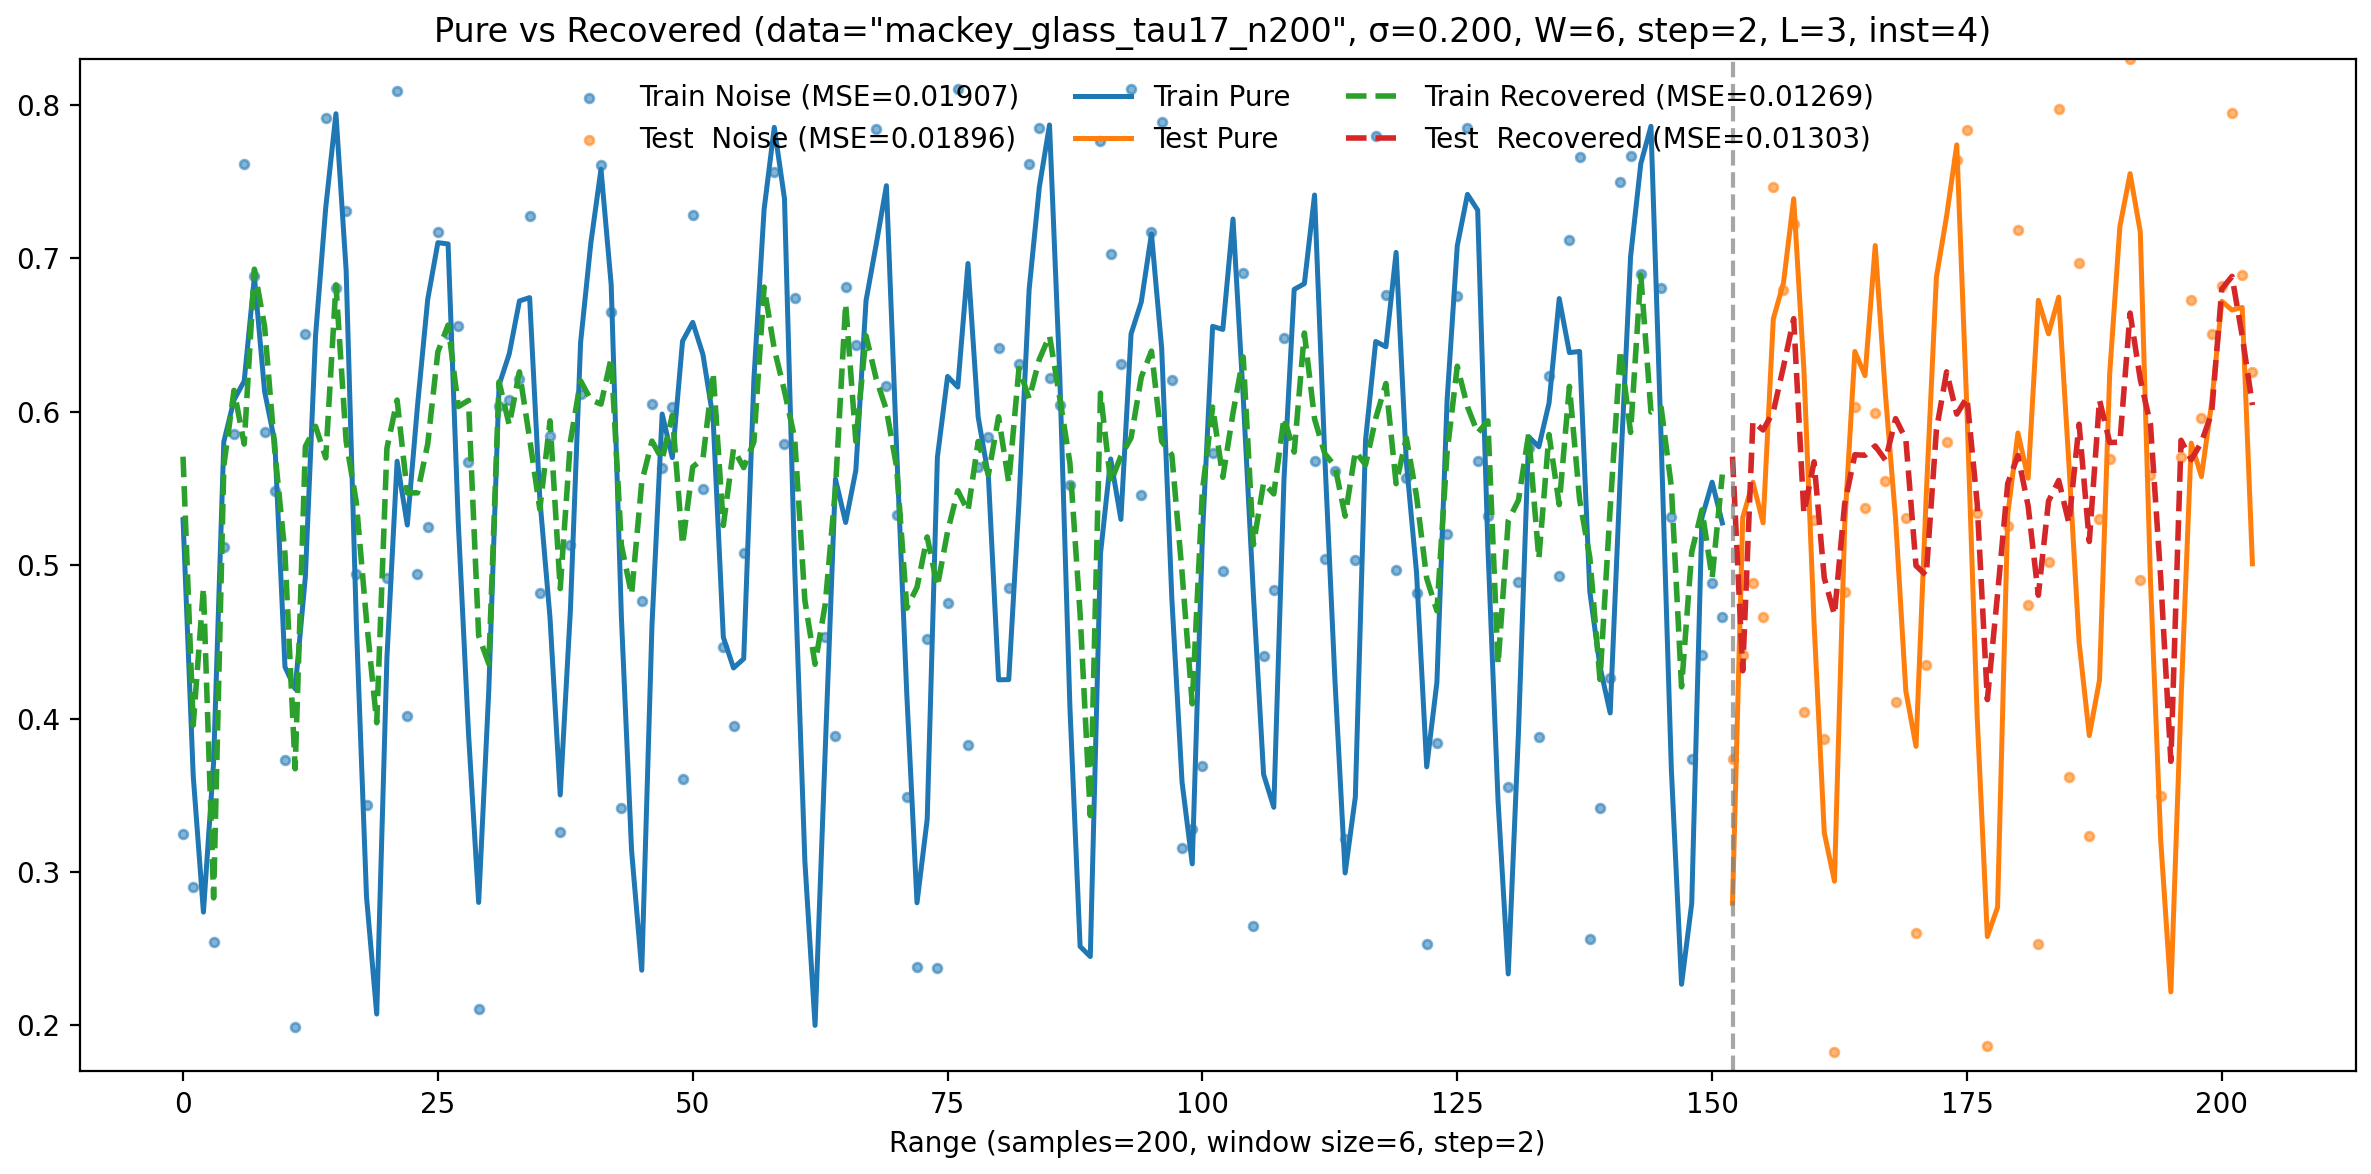 Pure vs Recovered (data="mackey_glass_tau17_n200", σ=0.200, W=6, step=2, L=3, inst=4)
Train Noise (MSE=0.01907) Train Pure Train Recovered (MSE=0.01269)
Test  Noise (MSE=0.01896) Test Pure Test  Recovered (MSE=0.01303)
0.8
0.7
0.6
0.5
0.4
0.3
0.2
0 25 50 75 100 125 150 175 200
Range (samples=200, window size=6, step=2)